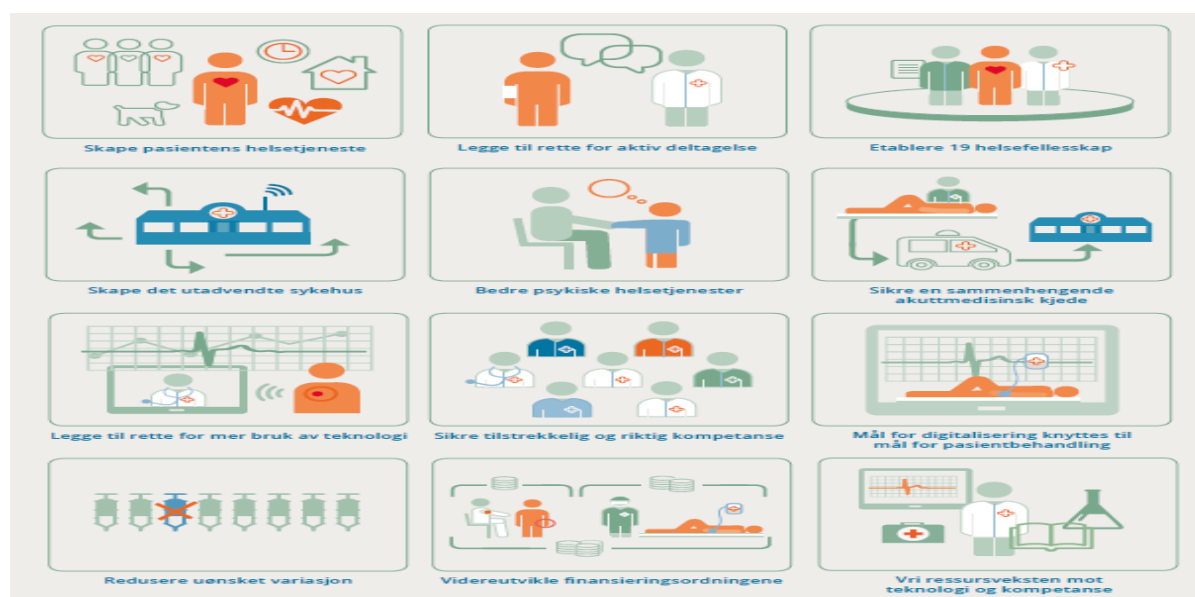 Skape pasientens helsetjeneste
Legge til rette for aktiv deltagelse
Etablere 19 helsefellesskap
Skape det utadvendte sykehus
Bedre psykiske helsetjenester
Sikre en sammenhengende
akuttmedisinsk kjede
Legge til rette for mer bruk av teknologi
Sikre tilstrekkelig og riktig kompetanse
Mål for digitalisering knyttes til
mål for pasientbehandling
Redusere uønsket variasjon
Videreutvikle finansieringsordningene
Vri ressursveksten mot
teknologi og kompetanse